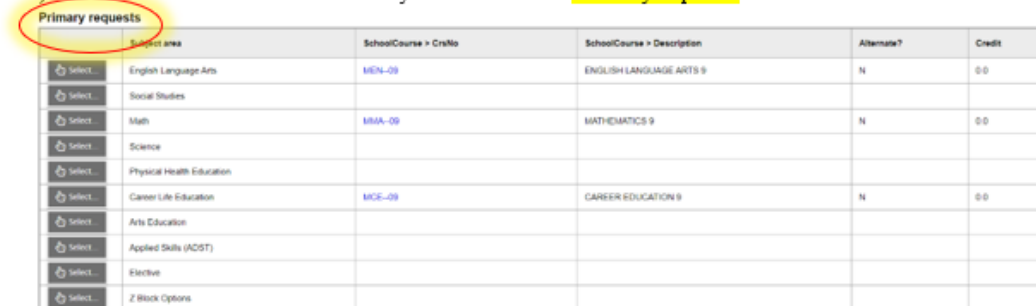 Primary requests
Subject area SchoolCourse > CrsNo SchoolCourse > Description Alternate? Credit
Select... English Language Arts MEN--09 ENGLISH LANGUAGE ARTS 9 N 0.0
Select... Social Studies
Select... Math MMA--09 MATHEMATICS 9 N 0.0
Select... Science
Select... Physical Health Education
Select... Career Life Education MCE--09 CAREER EDUCATION 9 N 0.0
Select... Arts Education
Select... Applied Skills (ADST)
Select... Elective
Select... Z Block Options